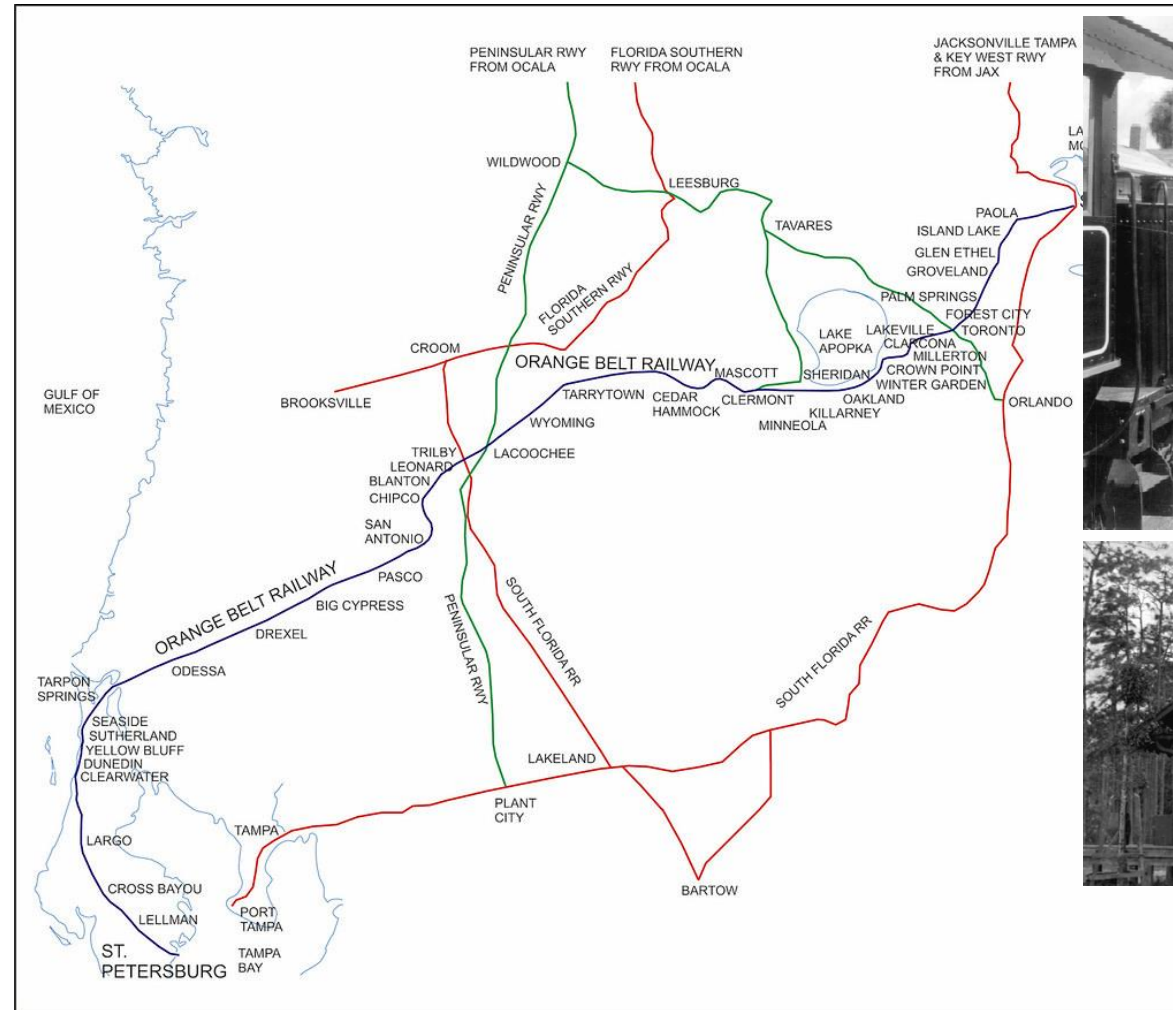 PENINSULAR RWY
FROM OCALA
FLORIDA SOUTHERN
RWY FROM OCALA
JACKSONVILLE TAMPA
& KEY WEST RWY
FROM JAX
WILDWOOD
LEESBURG
PENINSULAR RWY
TAVARES
PAOLA
ISLAND LAKE
GLEN ETHEL
GROVELAND
PALM SPRINGS
FOREST CITY
TORONTO
FLORIDA
SOUTHERN RWY
LAKE
APOPKA
LAKEVILLE
CLARCONA
MILLERTON
CROWN POINT
WINTER GARDEN
SHERIDAN
OAKLAND
KILLARNEY
MINNEOLA
ORLANDO
CROOM
ORANGE BELT RAILWAY
MASCOTT
CLERMONT
CEDAR
HAMMOCK
TARRYTOWN
WYOMING
GULF OF
MEXICO
BROOKSVILLE
TRILBY
LACOOCHEE
LEONARD
BLANTON
CHIPCO
SAN
ANTONIO
PASCO
BIG CYPRESS
ORANGE BELT RAILWAY
DREXEL
ODESSA
PENINSULAR RWY
SOUTH FLORIDA RR
SOUTH FLORIDA RR
TARPON
SPRINGS
SEASIDE
SUTHERLAND
YELLOW BLUFF
DUNEDIN
CLEARWATER
LAKELAND
PLANT
CITY
TAMPA
LARGO
BARTOW
CROSS BAYOU
LELLMAN
PORT
TAMPA
ST.
PETERSBURG
TAMPA
BAY